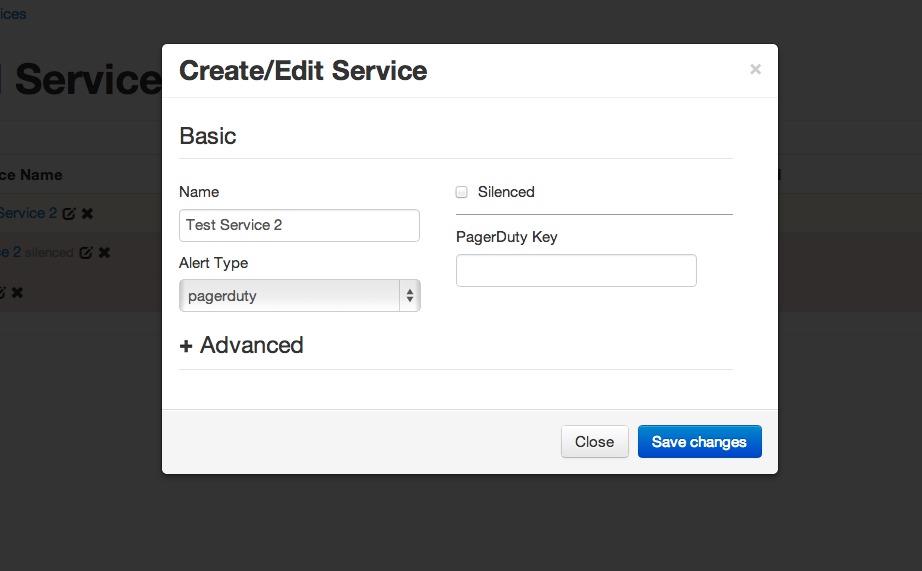 ices
Service
Create/Edit Service
×
Basic
ce Name
Name
Silenced
Service 2
Test Service 2
PagerDuty Key
e 2 silenced
Alert Type
pagerduty
+ Advanced
Close
Save changes